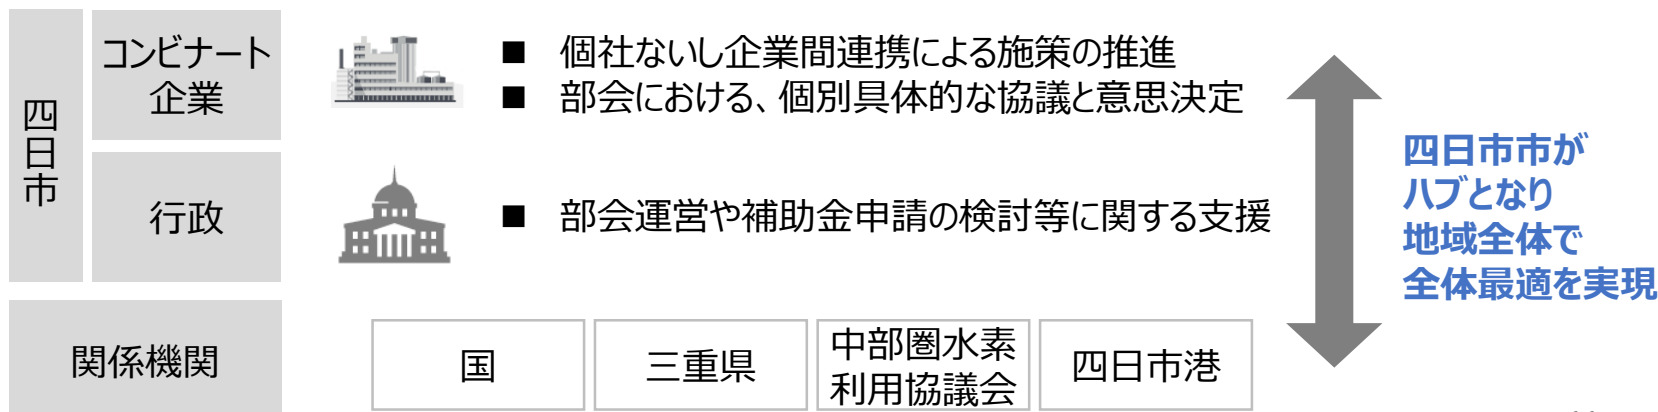 四日市
コンビナート
企業
■ 個社ないし企業間連携による施策の推進
■ 部会における、個別具体的な協議と意思決定
行政
■ 部会運営や補助金申請の検討等に関する支援
四日市市が
ハブとなり
地域全体で
全体最適を実現
関係機関
国
三重県
中部圏水素
利用協議会
四日市港